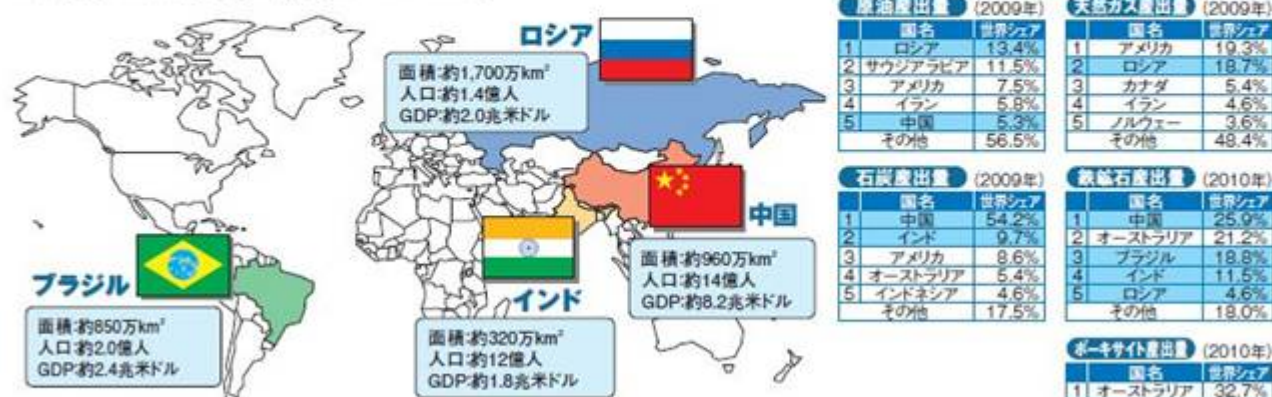 ロシア
面積:約1,700万km²
人口:約1.4億人
GDP:約2.0兆米ドル
中国
面積:約960万km²
人口:約14億人
GDP:約8.2兆米ドル
インド
面積:約320万km²
人口:約12億人
GDP:約1.8兆米ドル
ブラジル
面積:約850万km²
人口:約2.0億人
GDP:約2.4兆米ドル
原油産出量 (2009年)
国名 世界シェア
1 ロシア 13.4%
2 サウジアラビア 11.5%
3 アメリカ 7.5%
4 イラン 5.8%
5 中国 5.3%
その他 56.5%
天然ガス産出量 (2009年)
国名 世界シェア
1 アメリカ 19.3%
2 ロシア 18.7%
3 カナダ 5.4%
4 イラン 4.6%
5 ノルウェー 3.6%
その他 48.4%
石炭産出量 (2009年)
国名 世界シェア
1 中国 54.2%
2 インド 9.7%
3 アメリカ 8.6%
4 オーストラリア 5.4%
5 インドネシア 4.6%
その他 17.5%
鉄鉱石産出量 (2010年)
国名 世界シェア
1 中国 25.9%
2 オーストラリア 21.2%
3 ブラジル 18.8%
4 インド 11.5%
5 ロシア 4.6%
その他 18.0%
ボーキサイト産出量 (2010年)
国名 世界シェア
1 オーストラリア 32.7%